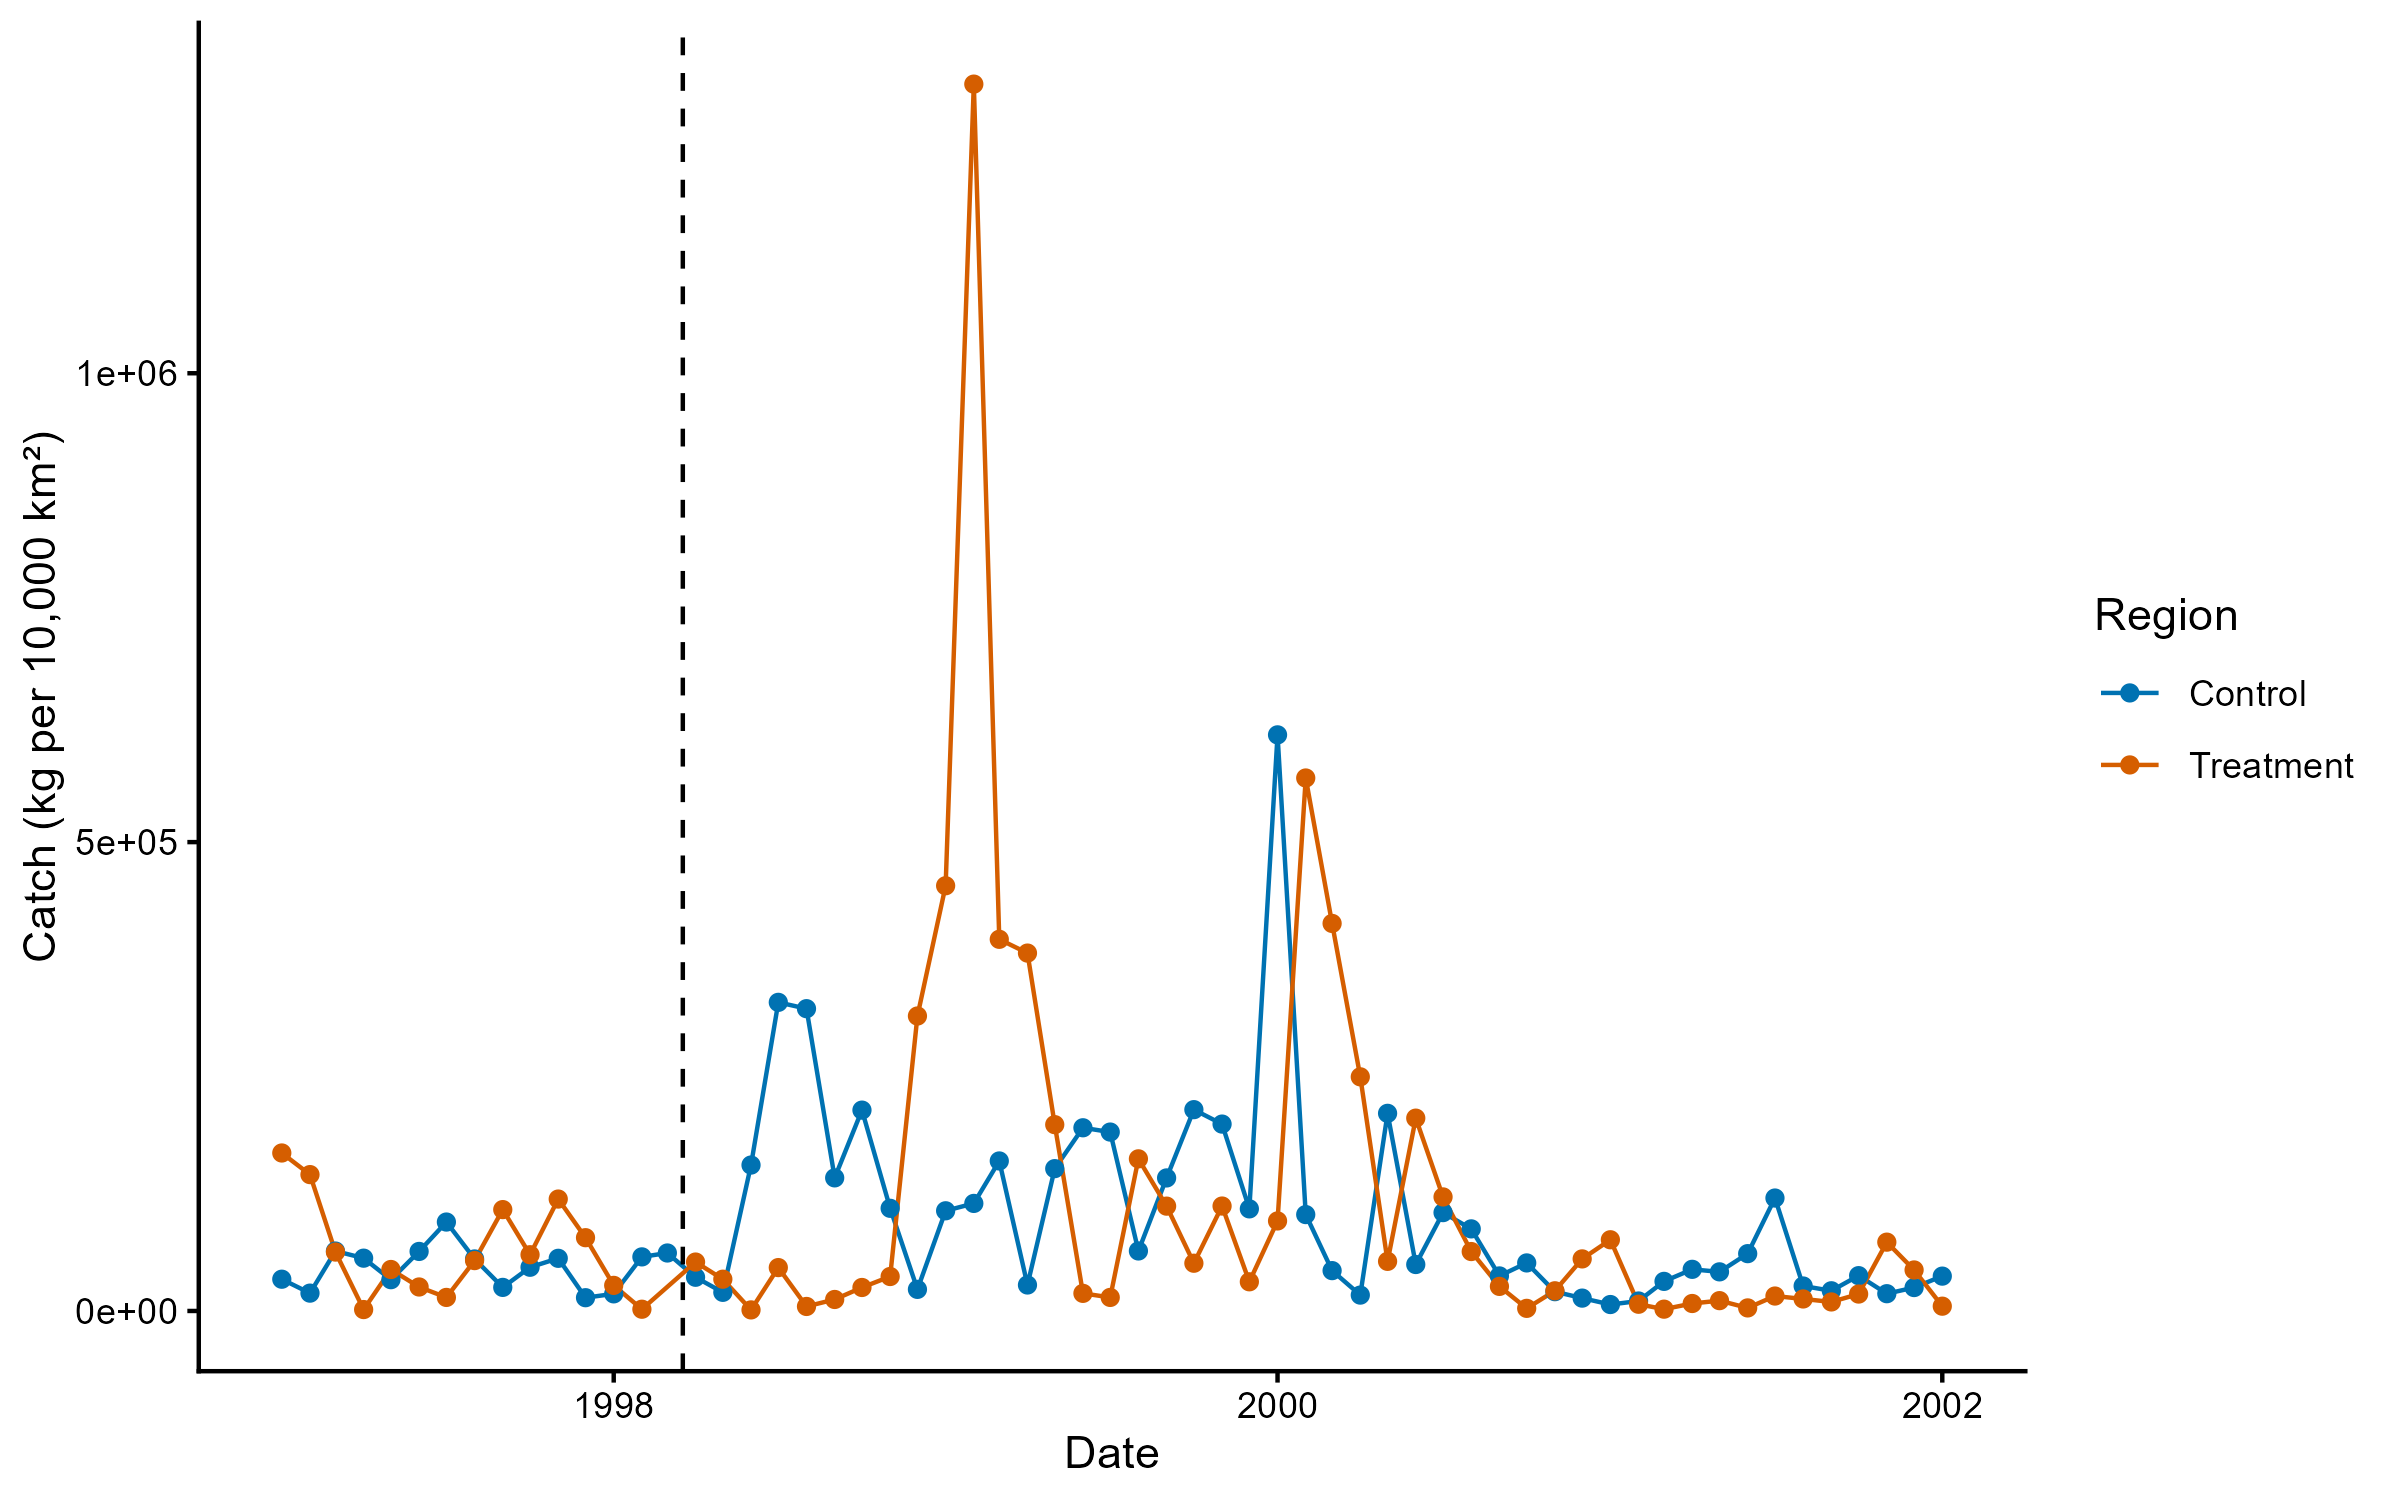 Catch (kg per 10,000 km²)
1e+06
5e+05
0e+00
1998
2000
2002
Date
Region
Control
Treatment